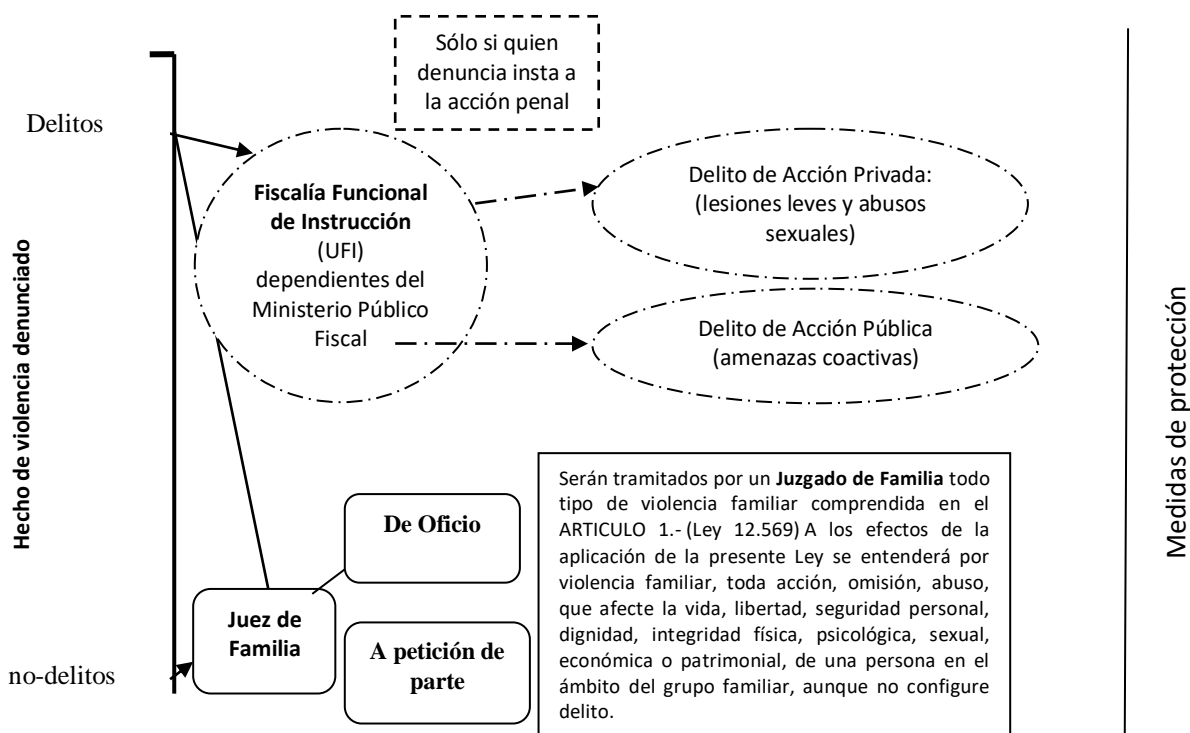 Sólo si quien
denuncia insta a
la acción penal
Delitos
Fiscalía Funcional
de Instrucción
(UFI)
dependientes del
Ministerio Público
Fiscal
Delito de Acción Privada:
(lesiones leves y abusos
sexuales)
Delito de Acción Pública
(amenazas coactivas)
Hecho de violencia denunciado
Medidas de protección
De Oficio
Juez de
Familia
A petición de
parte
no-delitos
Serán tramitados por un Juzgado de Familia todo
tipo de violencia familiar comprendida en el
ARTICULO 1.- (Ley 12.569) A los efectos de la
aplicación de la presente Ley se entenderá por
violencia familiar, toda acción, omisión, abuso,
que afecte la vida, libertad, seguridad personal,
dignidad, integridad física, psicológica, sexual,
económica o patrimonial, de una persona en el
ámbito del grupo familiar, aunque no configure
delito.